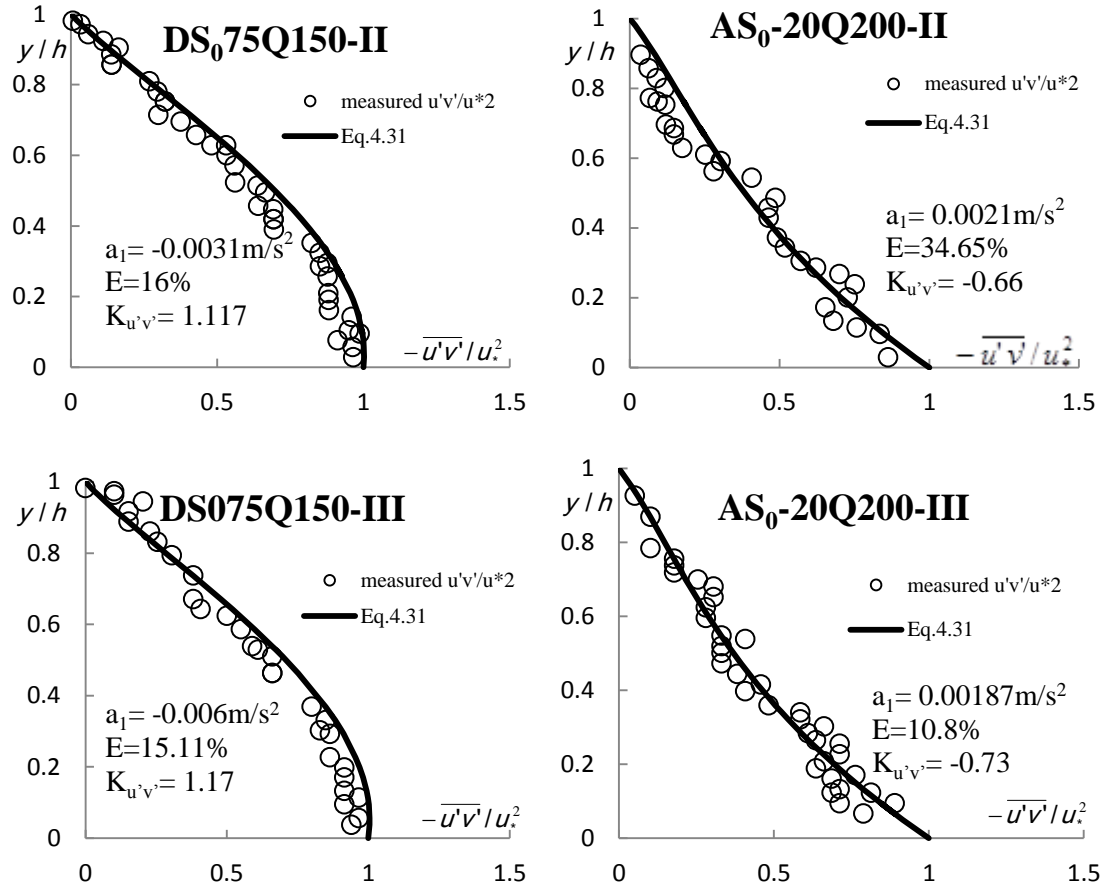 DS₀75Q150-II
1
y / h
0.8
0.6
0.4
0.2
0
measured u'v'/u*2
Eq.4.31
a₁= -0.0031m/s²
E=16%
Kᵤ’ᵥ’= 1.117
−u'v'/u*²
0 0.5 1 1.5
AS₀-20Q200-II
1
y / h
0.8
0.6
0.4
0.2
0
measured u'v'/u*2
Eq.4.31
a₁= 0.0021m/s²
E=34.65%
Kᵤ’ᵥ’= -0.66
−u'v'/u*²
0 0.5 1 1.5
DS075Q150-III
1
y / h
0.8
0.6
0.4
0.2
0
measured u'v'/u*2
Eq.4.31
a₁= -0.006m/s²
E=15.11%
Kᵤ’ᵥ’= 1.17
−u'v'/u*²
0 0.5 1 1.5
AS₀-20Q200-III
1
y / h
0.8
0.6
0.4
0.2
0
measured u'v'/u*2
Eq.4.31
a₁= 0.00187m/s²
E=10.8%
Kᵤ’ᵥ’= -0.73
−u'v'/u*²
0 0.5 1 1.5